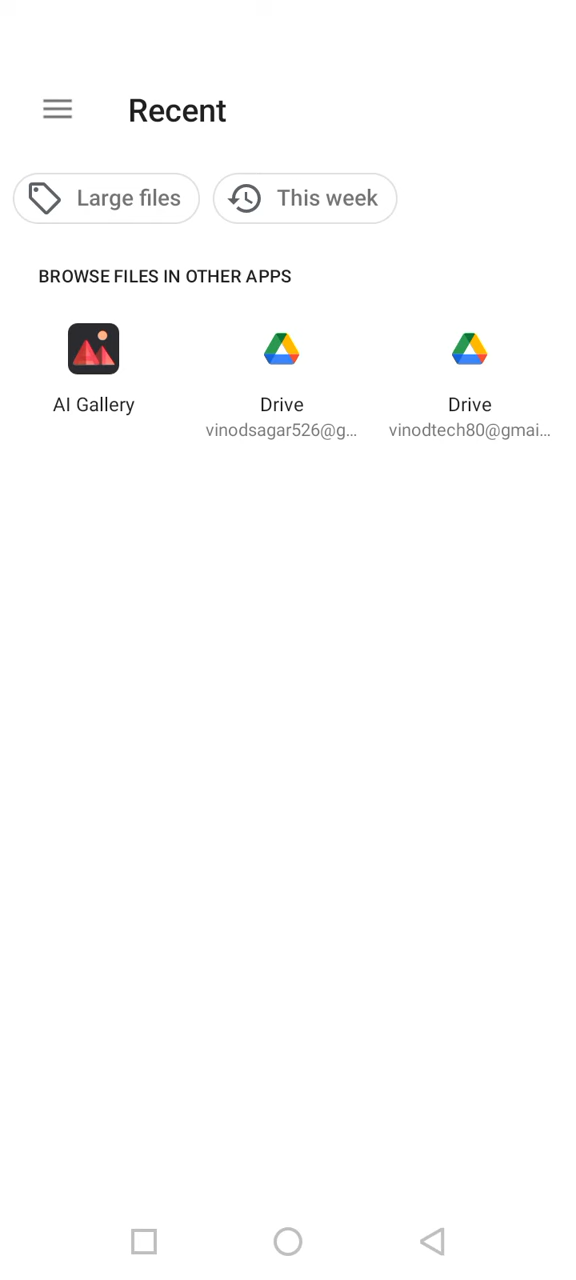 Recent
Large files
This week
BROWSE FILES IN OTHER APPS
AI Gallery
Drive
vinodsagar526@g...
Drive
vinodtech80@gmai...